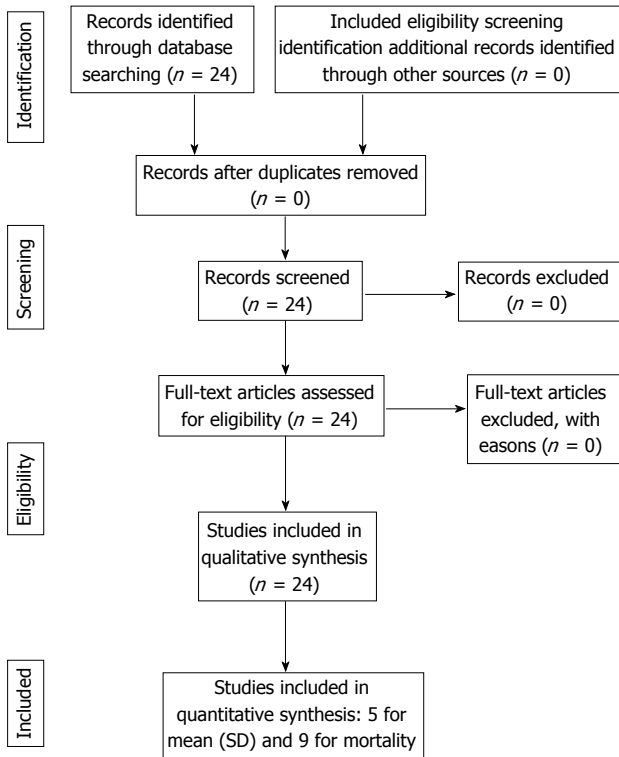 Identification
Records identified
through database
searching (n = 24)
Included eligibility screening
identification additional records identified
through other sources (n = 0)
Records after duplicates removed
(n = 0)
Screening
Records screened
(n = 24)
Records excluded
(n = 0)
Full-text articles assessed
for eligibility (n = 24)
Full-text articles
excluded, with
easons (n = 0)
Eligibility
Studies included in
qualitative synthesis
(n = 24)
Included
Studies included in
quantitative synthesis: 5 for
mean (SD) and 9 for mortality